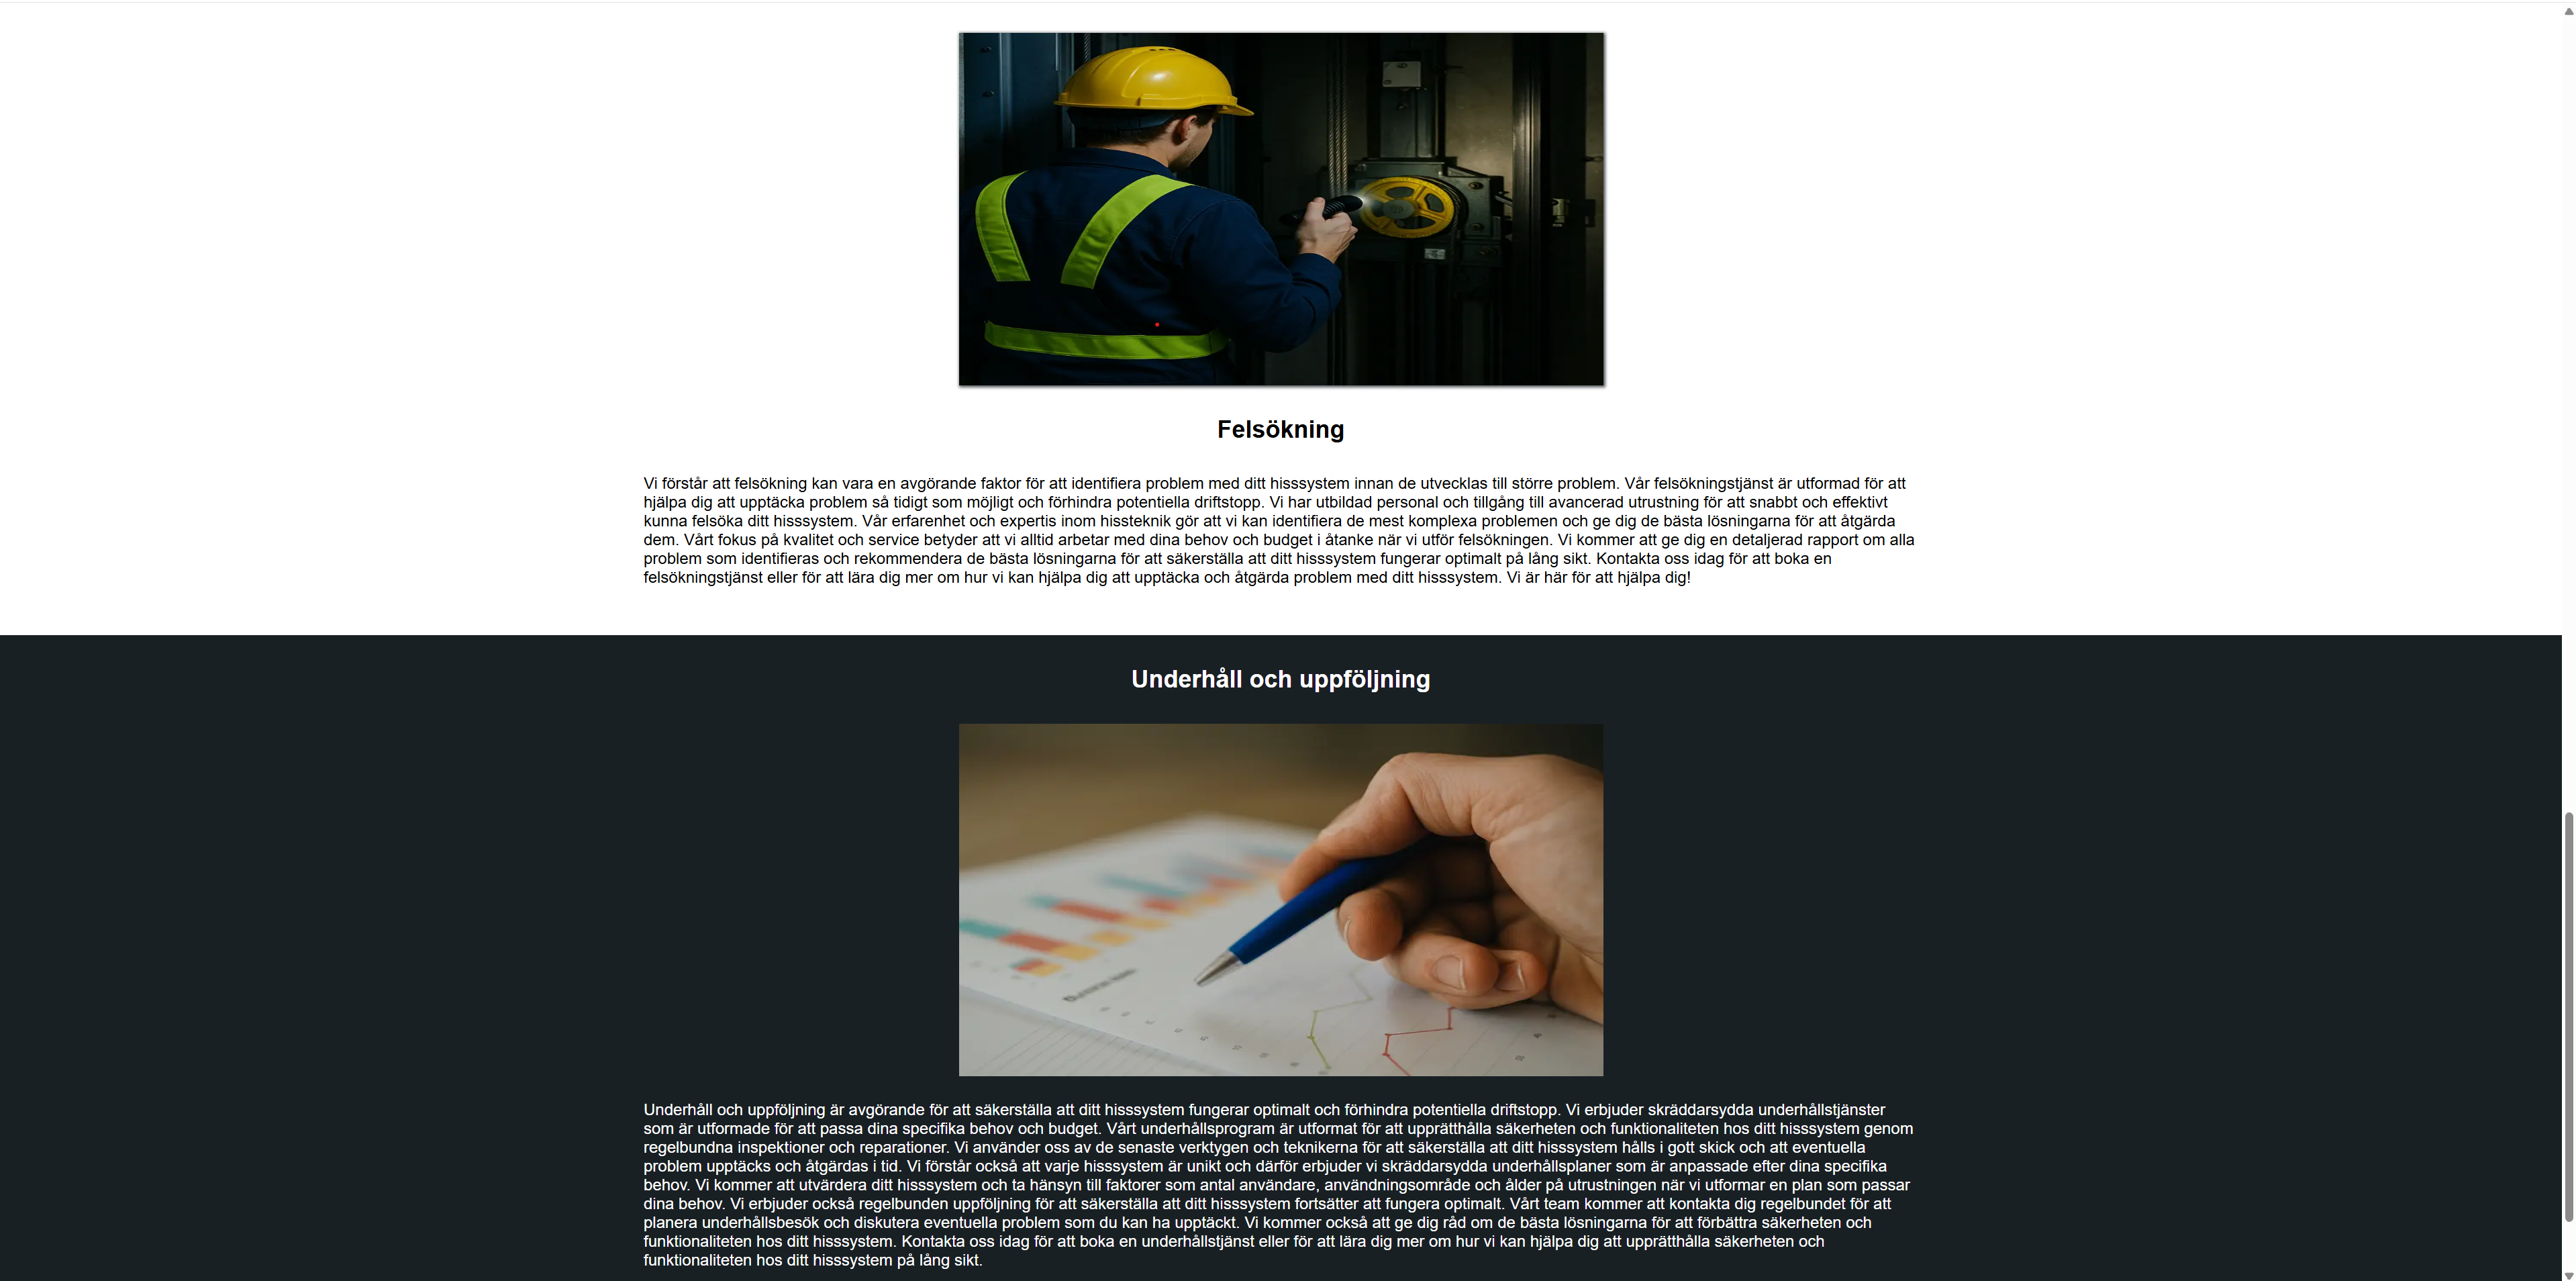 Felsökning
Vi förstår att felsökning kan vara en avgörande faktor för att identifiera problem med ditt hisssystem innan de utvecklas till större problem. Vår felsökningstjänst är utformad för att
hjälpa dig att upptäcka problem så tidigt som möjligt och förhindra potentiella driftstopp. Vi har utbildad personal och tillgång till avancerad utrustning för att snabbt och effektivt
kunna felsöka ditt hisssystem. Vår erfarenhet och expertis inom hissteknik gör att vi kan identifiera de mest komplexa problemen och ge dig de bästa lösningarna för att åtgärda
dem. Vårt fokus på kvalitet och service betyder att vi alltid arbetar med dina behov och budget i åtanke när vi utför felsökningen. Vi kommer att ge dig en detaljerad rapport om alla
problem som identifieras och rekommendera de bästa lösningarna för att säkerställa att ditt hisssystem fungerar optimalt på lång sikt. Kontakta oss idag för att boka en
felsökningstjänst eller för att lära dig mer om hur vi kan hjälpa dig att upptäcka och åtgärda problem med ditt hisssystem. Vi är här för att hjälpa dig!
Underhåll och uppföljning
Underhåll och uppföljning är avgörande för att säkerställa att ditt hisssystem fungerar optimalt och förhindra potentiella driftstopp. Vi erbjuder skräddarsydda underhållstjänster
som är utformade för att passa dina specifika behov och budget. Vårt underhållsprogram är utformat för att upprätthålla säkerheten och funktionaliteten hos ditt hisssystem genom
regelbundna inspektioner och reparationer. Vi använder oss av de senaste verktygen och teknikerna för att säkerställa att ditt hisssystem hålls i gott skick och att eventuella
problem upptäcks och åtgärdas i tid. Vi förstår också att varje hisssystem är unikt och därför erbjuder vi skräddarsydda underhållsplaner som är anpassade efter dina specifika
behov. Vi kommer att utvärdera ditt hisssystem och ta hänsyn till faktorer som antal användare, användningsområde och ålder på utrustningen när vi utformar en plan som passar
dina behov. Vi erbjuder också regelbunden uppföljning för att säkerställa att ditt hisssystem fortsätter att fungera optimalt. Vårt team kommer att kontakta dig regelbundet för att
planera underhållsbesök och diskutera eventuella problem som du kan ha upptäckt. Vi kommer också att ge dig råd om de bästa lösningarna för att förbättra säkerheten och
funktionaliteten hos ditt hisssystem. Kontakta oss idag för att boka en underhållstjänst eller för att lära dig mer om hur vi kan hjälpa dig att upprätthålla säkerheten och
funktionaliteten hos ditt hisssystem på lång sikt.